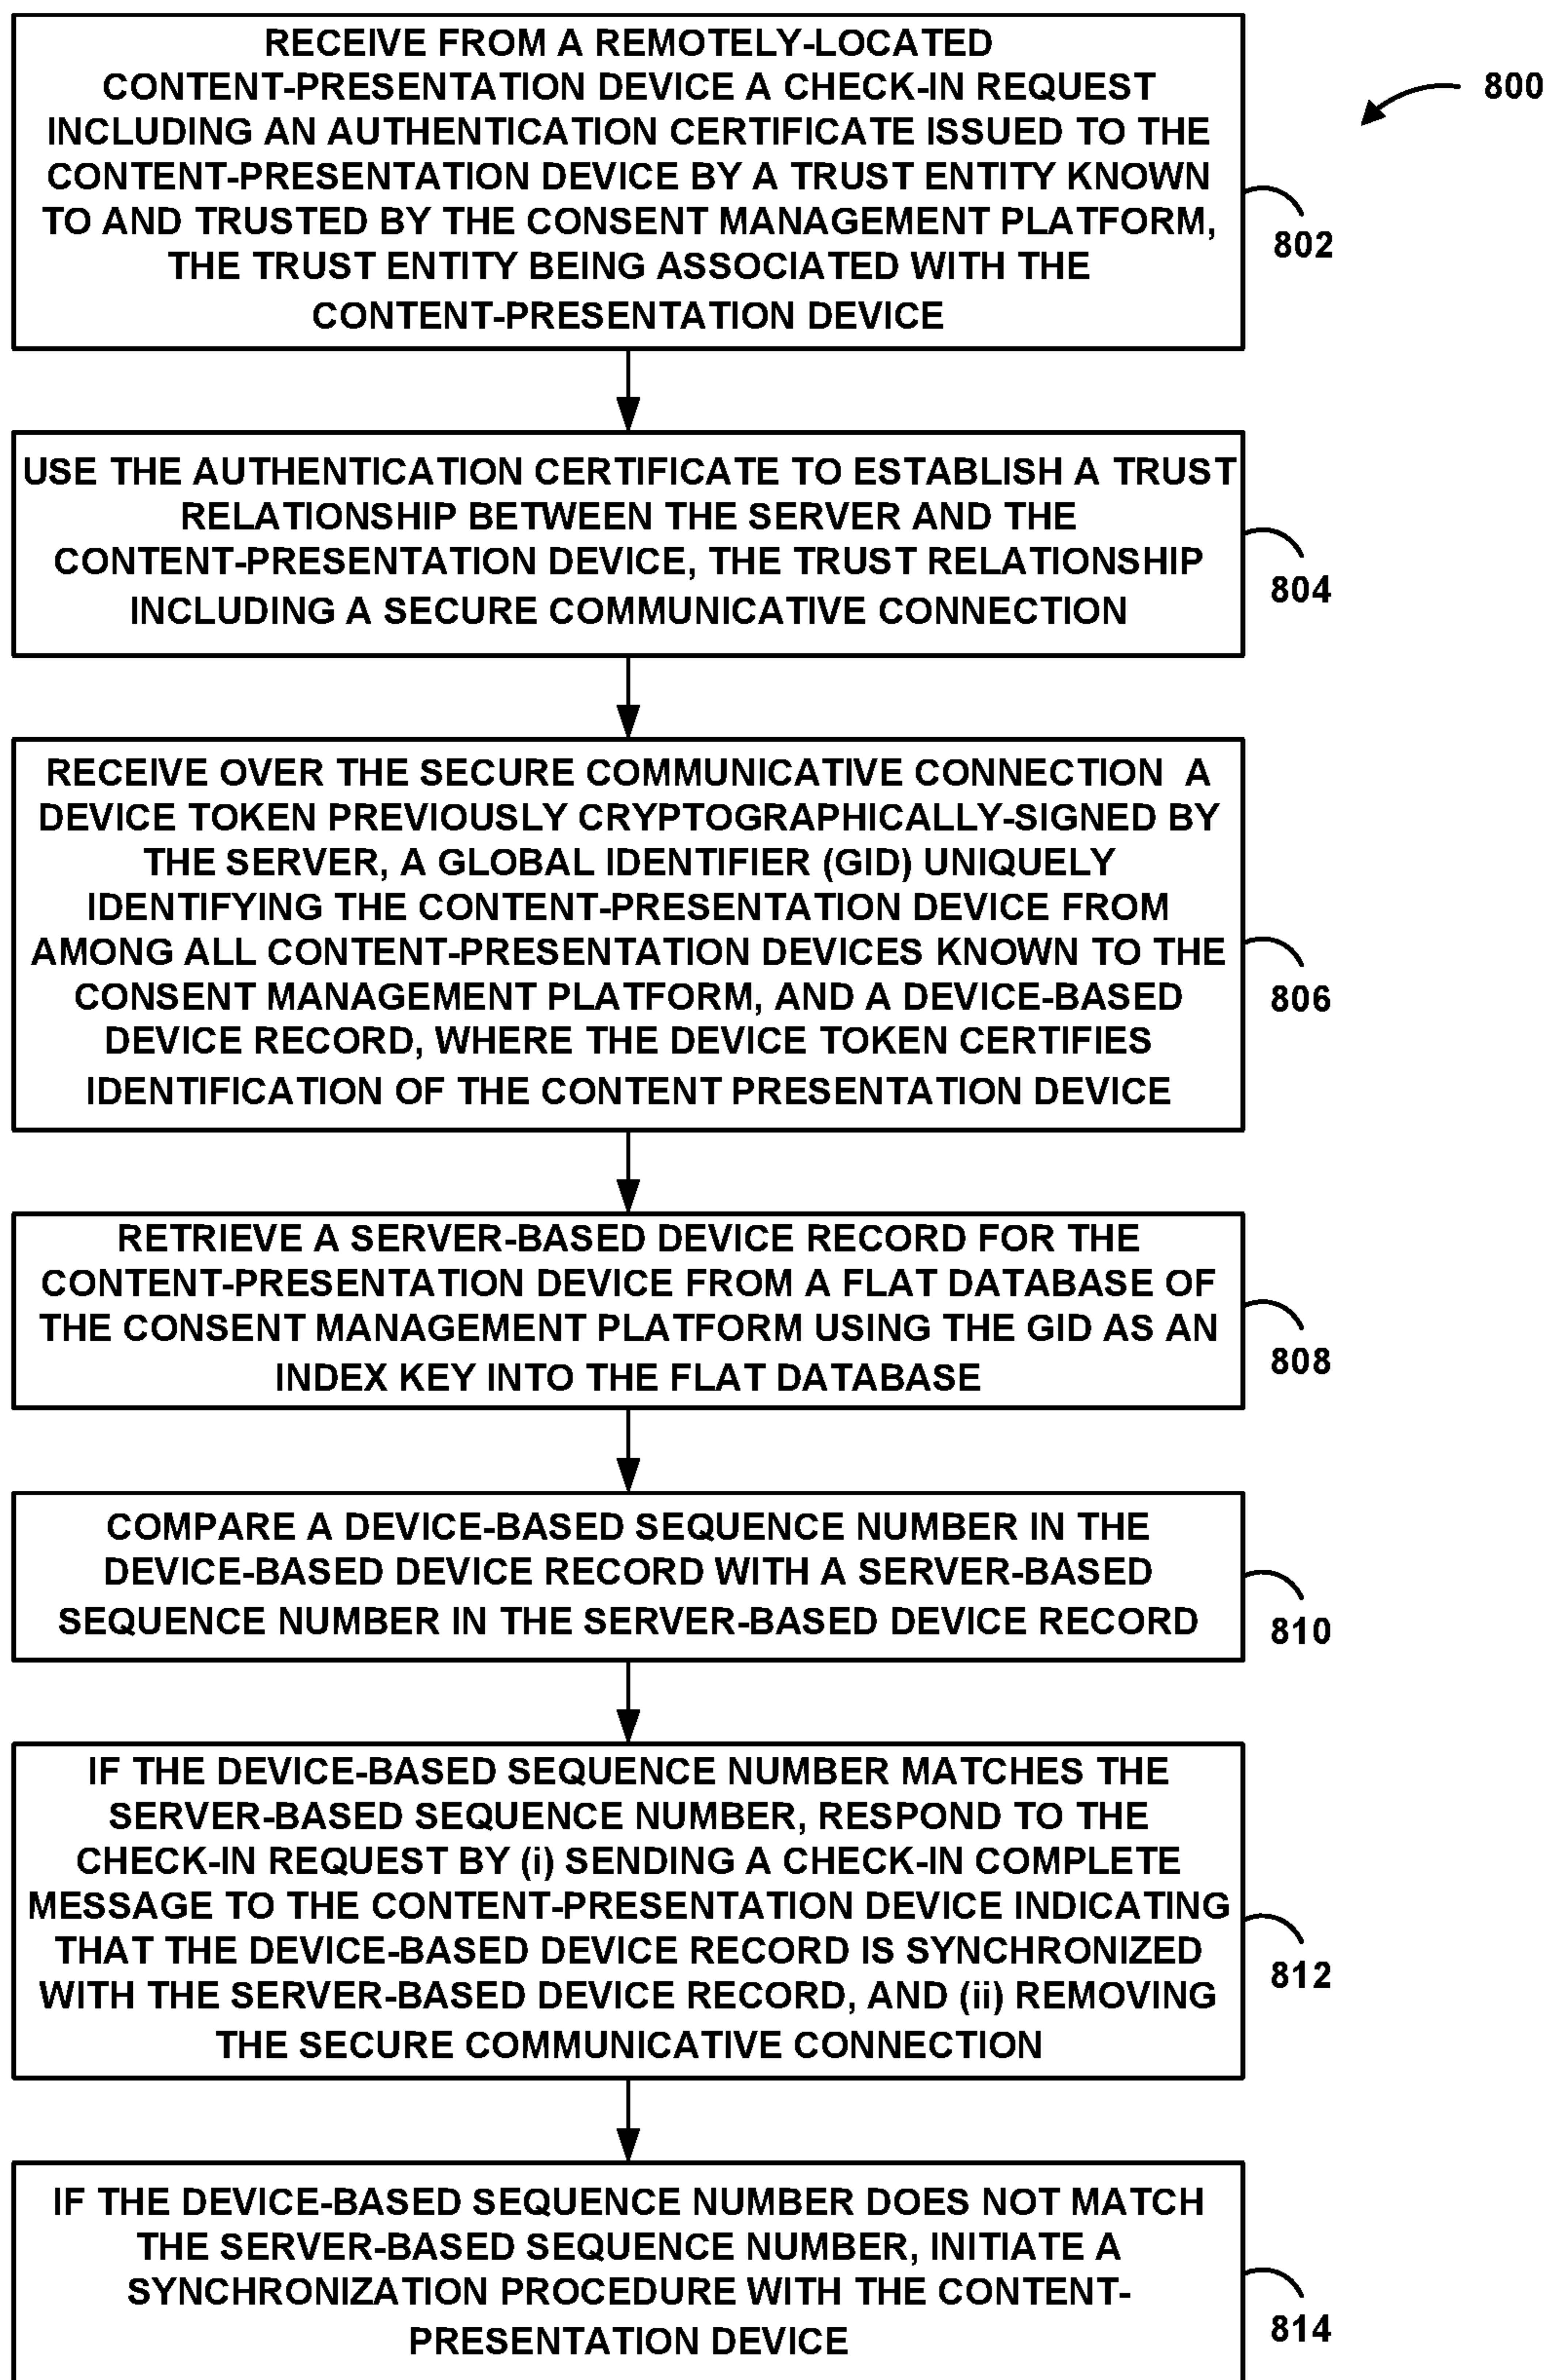 RECEIVE FROM A REMOTELY-LOCATED
CONTENT-PRESENTATION DEVICE A CHECK-IN REQUEST
INCLUDING AN AUTHENTICATION CERTIFICATE ISSUED TO THE
CONTENT-PRESENTATION DEVICE BY A TRUST ENTITY KNOWN
TO AND TRUSTED BY THE CONSENT MANAGEMENT PLATFORM,
THE TRUST ENTITY BEING ASSOCIATED WITH THE
CONTENT-PRESENTATION DEVICE
800
802
USE THE AUTHENTICATION CERTIFICATE TO ESTABLISH A TRUST
RELATIONSHIP BETWEEN THE SERVER AND THE
CONTENT-PRESENTATION DEVICE, THE TRUST RELATIONSHIP
INCLUDING A SECURE COMMUNICATIVE CONNECTION
804
RECEIVE OVER THE SECURE COMMUNICATIVE CONNECTION A
DEVICE TOKEN PREVIOUSLY CRYPTOGRAPHICALLY-SIGNED BY
THE SERVER, A GLOBAL IDENTIFIER (GID) UNIQUELY
IDENTIFYING THE CONTENT-PRESENTATION DEVICE FROM
AMONG ALL CONTENT-PRESENTATION DEVICES KNOWN TO THE
CONSENT MANAGEMENT PLATFORM, AND A DEVICE-BASED
DEVICE RECORD, WHERE THE DEVICE TOKEN CERTIFIES
IDENTIFICATION OF THE CONTENT PRESENTATION DEVICE
806
RETRIEVE A SERVER-BASED DEVICE RECORD FOR THE
CONTENT-PRESENTATION DEVICE FROM A FLAT DATABASE OF
THE CONSENT MANAGEMENT PLATFORM USING THE GID AS AN
INDEX KEY INTO THE FLAT DATABASE
808
COMPARE A DEVICE-BASED SEQUENCE NUMBER IN THE
DEVICE-BASED DEVICE RECORD WITH A SERVER-BASED
SEQUENCE NUMBER IN THE SERVER-BASED DEVICE RECORD
810
IF THE DEVICE-BASED SEQUENCE NUMBER MATCHES THE
SERVER-BASED SEQUENCE NUMBER, RESPOND TO THE
CHECK-IN REQUEST BY (i) SENDING A CHECK-IN COMPLETE
MESSAGE TO THE CONTENT-PRESENTATION DEVICE INDICATING
THAT THE DEVICE-BASED DEVICE RECORD IS SYNCHRONIZED
WITH THE SERVER-BASED DEVICE RECORD, AND (ii) REMOVING
THE SECURE COMMUNICATIVE CONNECTION
812
IF THE DEVICE-BASED SEQUENCE NUMBER DOES NOT MATCH
THE SERVER-BASED SEQUENCE NUMBER, INITIATE A
SYNCHRONIZATION PROCEDURE WITH THE CONTENT-
PRESENTATION DEVICE
814